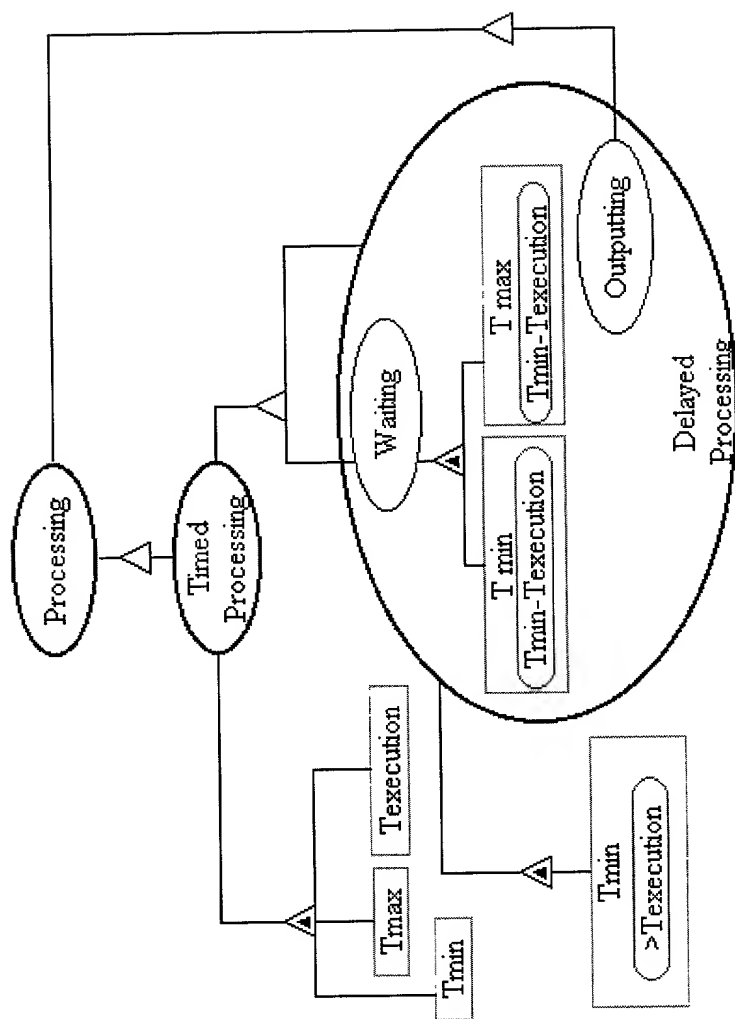 Processing
Timed
Processing
Tmin
Tmax
Texecution
Waiting
T min
Tmin-Texecution
T max
Tmin-Texecution
Tmin
>Texecution
Outputting
Delayed
Processing